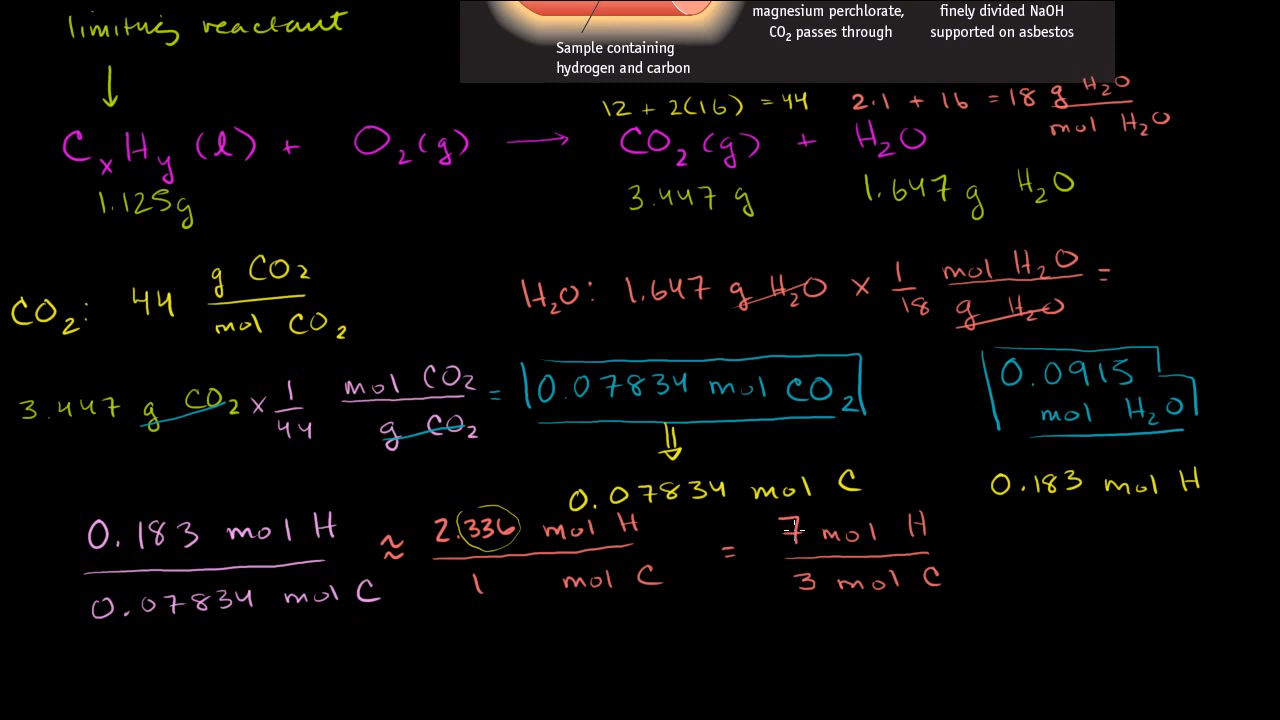 limiting reactant
magnesium perchlorate,
CO₂ passes through
finely divided NaOH
supported on asbestos
Sample containing
hydrogen and carbon
12 + 2(16) = 44
2·1 + 16 = 18 g H₂O / mol H₂O
CₓHᵧ (l) + O₂(g) → CO₂(g) + H₂O
1.125g
3.447 g
1.647 g H₂O
CO₂: 44 g CO₂ / mol CO₂
H₂O: 1.647 g H₂O × 1/18 mol H₂O / g H₂O =
3.447 g CO₂ × 1/44 mol CO₂ / g CO₂ = 0.07834 mol CO₂
0.0915
mol H₂O
0.07834 mol C
0.183 mol H
0.183 mol H / 0.07834 mol C ≈ 2.336 mol H / 1 mol C = 7 mol H / 3 mol C